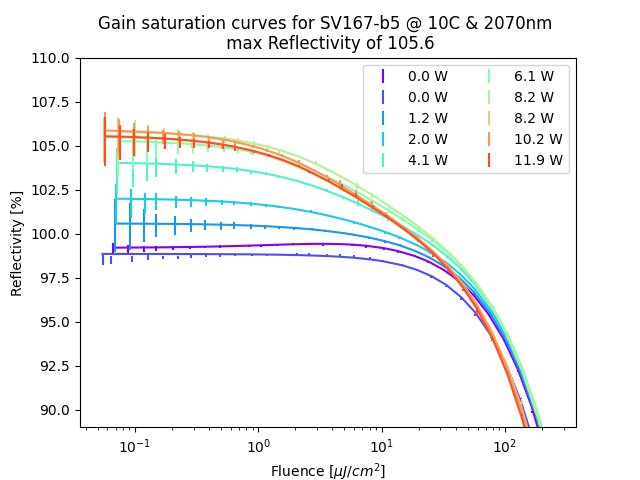 Gain saturation curves for SV167-b5 @ 10C & 2070nm
max Reflectivity of 105.6
110.0
107.5
105.0
102.5
100.0
97.5
95.0
92.5
90.0
Reflectivity [%]
0.0 W
0.0 W
1.2 W
2.0 W
4.1 W
6.1 W
8.2 W
8.2 W
10.2 W
11.9 W
10⁻¹
10⁰
10¹
10²
Fluence [μJ/cm²]